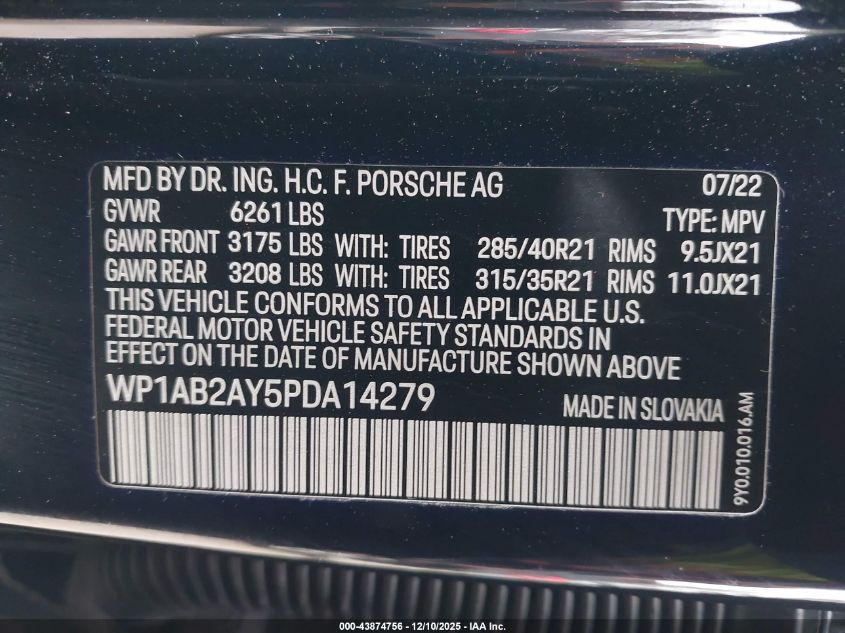 MFD BY DR. ING. H.C. F. PORSCHE AG 07/22
GVWR 6261 LBS TYPE: MPV
GAWR FRONT 3175 LBS WITH: TIRES 285/40R21 RIMS 9.5JX21
GAWR REAR 3208 LBS WITH: TIRES 315/35R21 RIMS 11.0JX21
THIS VEHICLE CONFORMS TO ALL APPLICABLE U.S.
FEDERAL MOTOR VEHICLE SAFETY STANDARDS IN
EFFECT ON THE DATE OF MANUFACTURE SHOWN ABOVE
WP1AB2AY5PDA14279 MADE IN SLOVAKIA
9Y0.010.016.AM
000-43874756 - 12/10/2025 - IAA Inc.